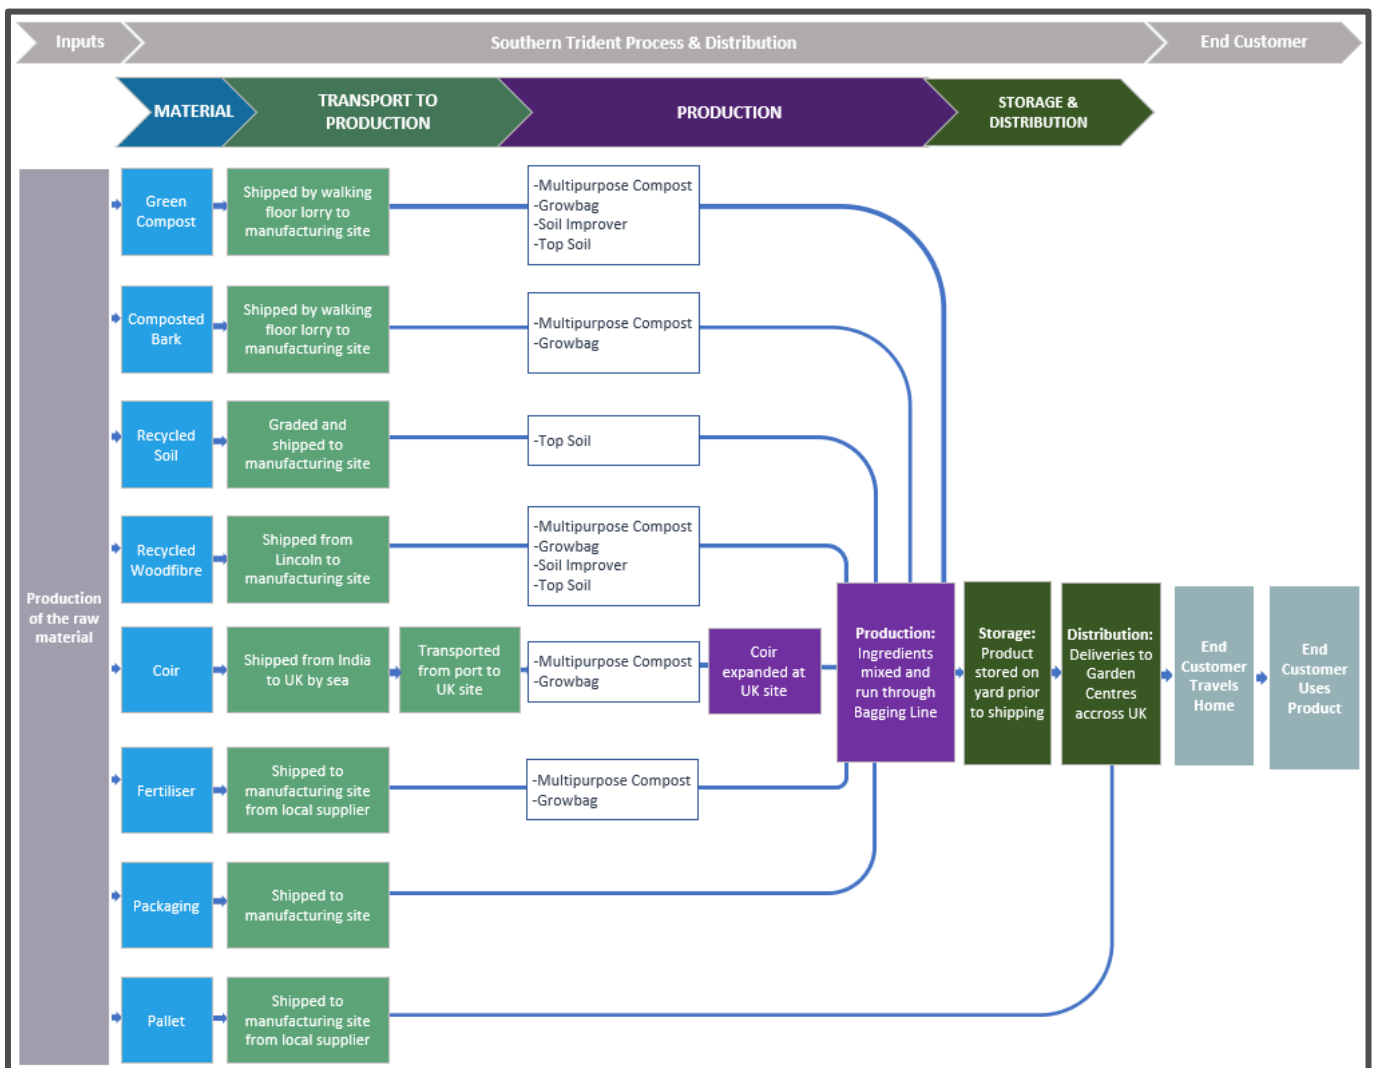 Inputs
Southern Trident Process & Distribution
End Customer
MATERIAL
TRANSPORT TO
PRODUCTION
PRODUCTION
STORAGE &
DISTRIBUTION
Production
of the raw
material
Green
Compost
Shipped by walking
floor lorry to
manufacturing site
-Multipurpose Compost
-Growbag
-Soil Improver
-Top Soil
Composted
Bark
Shipped by walking
floor lorry to
manufacturing site
-Multipurpose Compost
-Growbag
Recycled
Soil
Graded and
shipped to
manufacturing site
-Top Soil
Recycled
Woodfibre
Shipped from
Lincoln to
manufacturing site
-Multipurpose Compost
-Growbag
-Soil Improver
-Top Soil
Coir
Shipped from India
to UK by sea
Transported
from port to
UK site
-Multipurpose Compost
-Growbag
Coir
expanded at
UK site
Production:
Ingredients
mixed and
run through
Bagging Line
Storage:
Product
stored on
yard prior
to shipping
Distribution:
Deliveries to
Garden
Centres
accross UK
End
Customer
Travels
Home
End
Customer
Uses
Product
Fertiliser
Shipped to
manufacturing site
from local supplier
-Multipurpose Compost
-Growbag
Packaging
Shipped to
manufacturing site
Pallet
Shipped to
manufacturing site
from local supplier